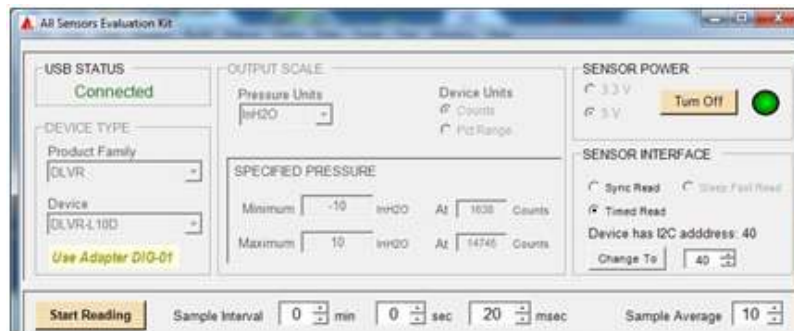 All Sensors Evaluation Kit
USB STATUS
Connected
DEVICE TYPE
Product Family
DLVR
Device
DLVR-L10D
Use Adapter DIG-01
OUTPUT SCALE
Pressure Units
InH2O
Device Units
Counts
Pct Range
SPECIFIED PRESSURE
Minimum -10 InH2O At 1638 Counts
Maximum 10 InH2O At 14746 Counts
SENSOR POWER
3.3 V
5 V
Turn Off
SENSOR INTERFACE
Sync Read Sleep Fast Read
Timed Read
Device has I2C adddress: 40
Change To 40
Start Reading Sample Interval 0 min 0 sec 20 msec Sample Average 10